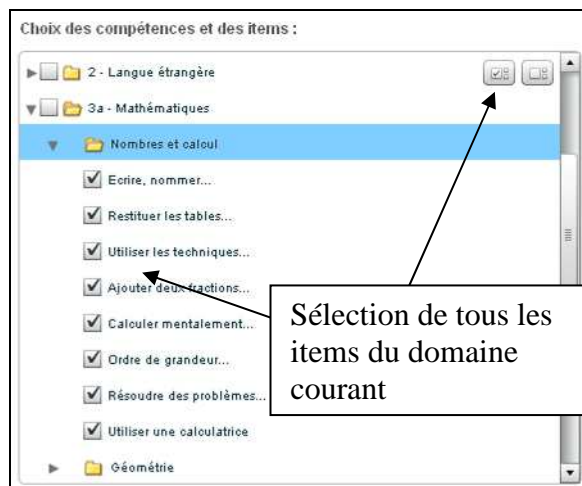 Choix des compétences et des items :
2 - Langue étrangère
3a - Mathématiques
Nombres et calcul
Ecrire, nommer...
Restituer les tables...
Utiliser les techniques...
Ajouter deux fractions...
Calculer mentalement...
Ordre de grandeur...
Résoudre des problèmes...
Utiliser une calculatrice
Géométrie
Sélection de tous les
items du domaine
courant